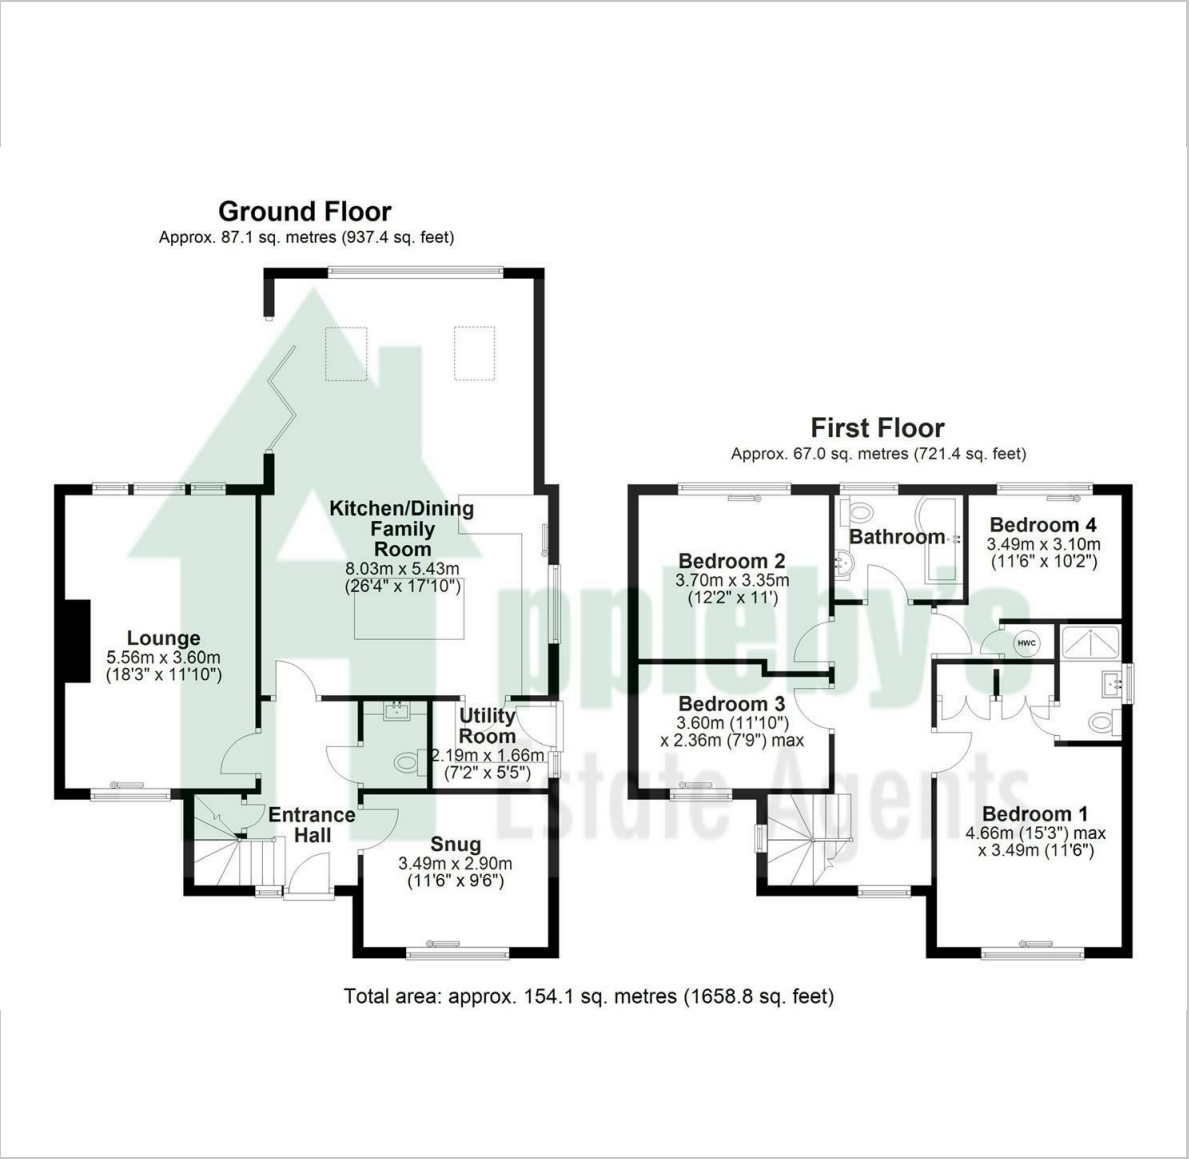 Ground Floor
Approx. 87.1 sq. metres (937.4 sq. feet)
Kitchen/Dining
Family
Room
8.03m x 5.43m
(26'4" x 17'10")
Lounge
5.56m x 3.60m
(18'3" x 11'10")
Utility
Room
2.19m x 1.66m
(7'2" x 5'5")
Entrance
Hall
Snug
3.49m x 2.90m
(11'6" x 9'6")
First Floor
Approx. 67.0 sq. metres (721.4 sq. feet)
Bedroom 2
3.70m x 3.35m
(12'2" x 11')
Bathroom
Bedroom 4
3.49m x 3.10m
(11'6" x 10'2")
HWC
Bedroom 3
3.60m (11'10")
x 2.36m (7'9") max
Bedroom 1
4.66m (15'3") max
x 3.49m (11'6")
ppleby's
Estate Agents
Total area: approx. 154.1 sq. metres (1658.8 sq. feet)